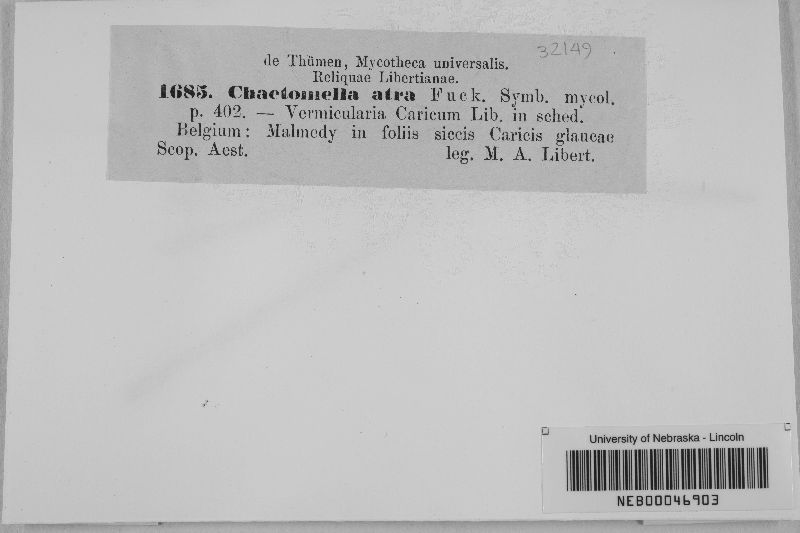 32149
de Thümen, Mycotheca universalis.
Reliquae Libertianae.
1685. Chaetomella atra Fuck. Symb. mycol.
p. 402. — Vermicularia Caricum Lib. in sched.
Belgium: Malmedy in foliis siccis Caricis glaucae
Scop. Aest. leg. M. A. Libert.
University of Nebraska - Lincoln
NEB00046903